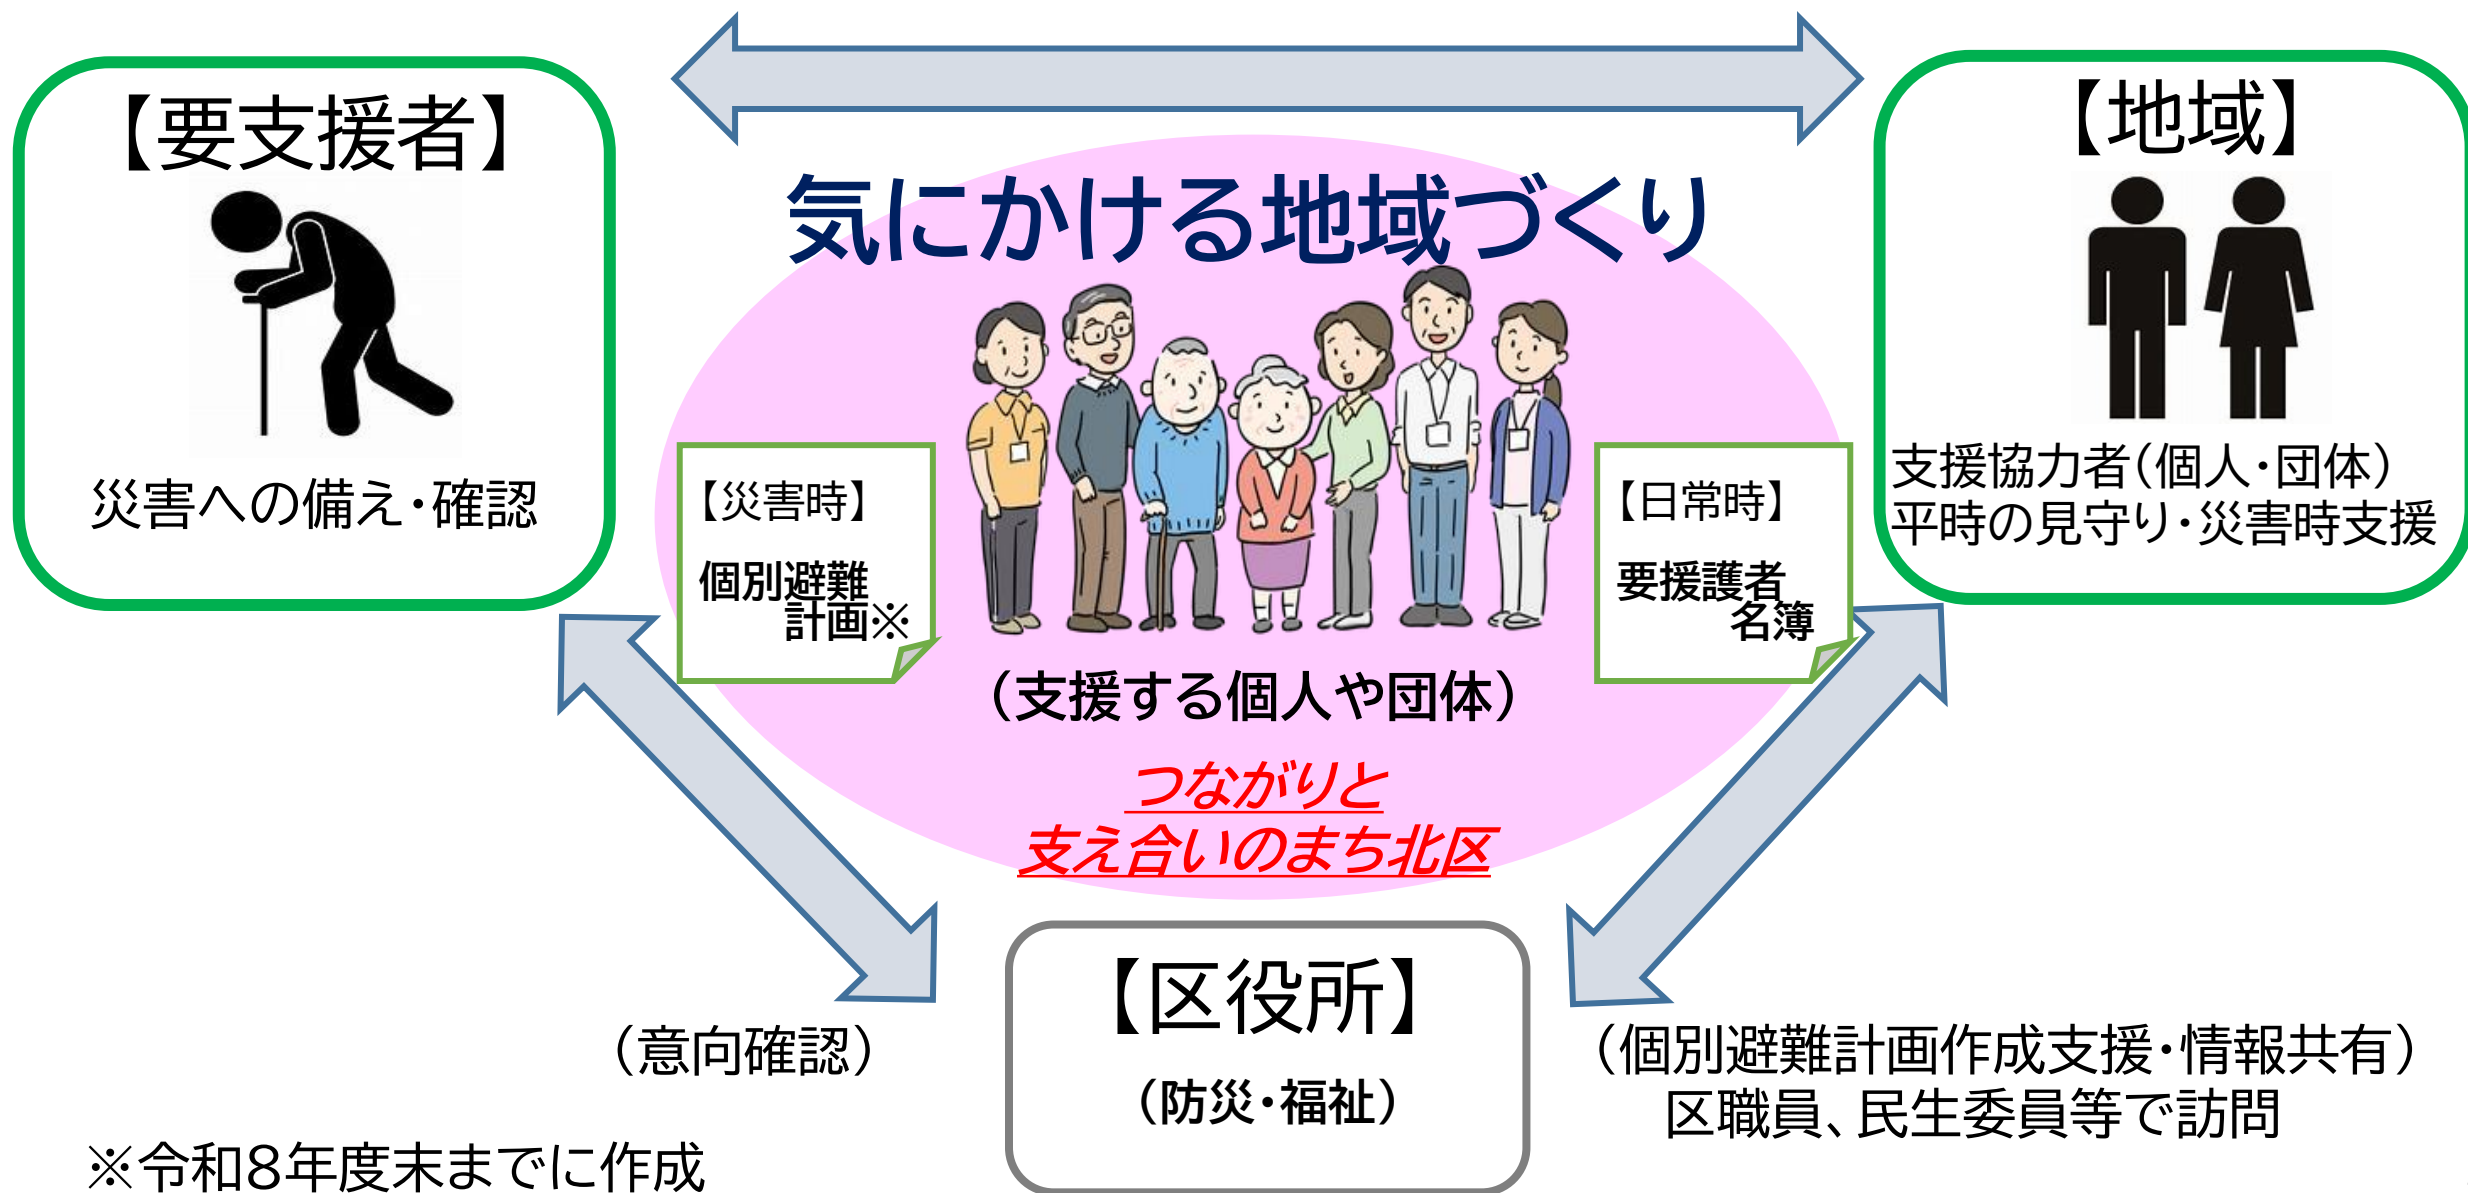 【要支援者】
災害への備え・確認
【地域】
支援協力者（個人・団体）
平時の見守り・災害時支援
気にかける地域づくり
【災害時】
個別避難
計画※
【日常時】
要援護者
名簿
（支援する個人や団体）
つながりと
支え合いのまち北区
【区役所】
（防災・福祉）
（意向確認）
（個別避難計画作成支援・情報共有）
区職員、民生委員等で訪問
※令和８年度末までに作成